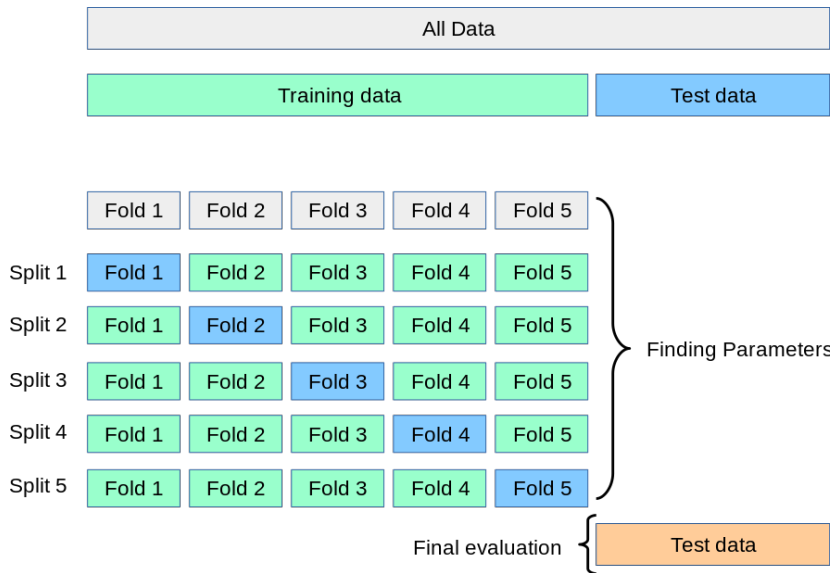 All Data
Training data Test data
Fold 1 Fold 2 Fold 3 Fold 4 Fold 5
Split 1 Fold 1 Fold 2 Fold 3 Fold 4 Fold 5
Split 2 Fold 1 Fold 2 Fold 3 Fold 4 Fold 5
Finding Parameters
Split 3 Fold 1 Fold 2 Fold 3 Fold 4 Fold 5
Split 4 Fold 1 Fold 2 Fold 3 Fold 4 Fold 5
Split 5 Fold 1 Fold 2 Fold 3 Fold 4 Fold 5
Final evaluation Test data